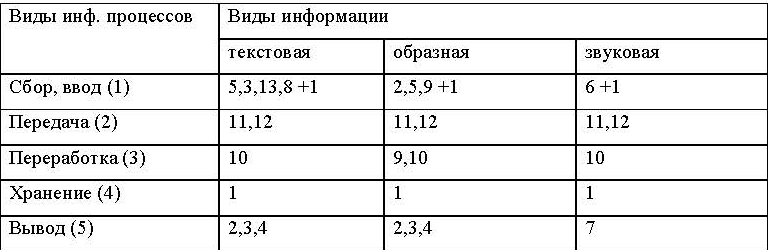 Виды инф. процессов Виды информации
текстовая образная звуковая
Сбор, ввод (1) 5,3,13,8 +1 2,5,9 +1 6 +1
Передача (2) 11,12 11,12 11,12
Переработка (3) 10 9,10 10
Хранение (4) 1 1 1
Вывод (5) 2,3,4 2,3,4 7